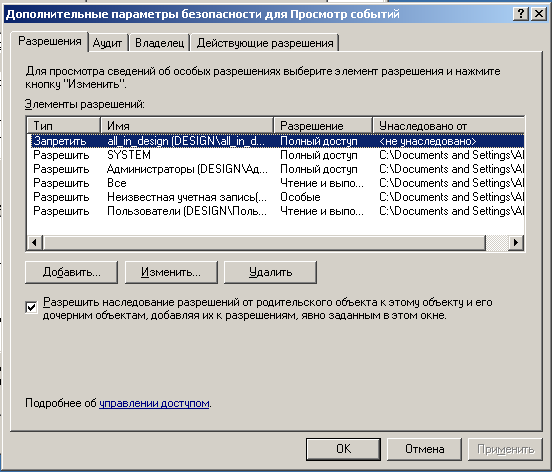 Дополнительные параметры безопасности для Просмотр событий
Разрешения Аудит Владелец Действующие разрешения
Для просмотра сведений об особых разрешениях выберите элемент разрешения и нажмите
кнопку "Изменить".
Элементы разрешений:
Тип Имя Разрешение Унаследовано от
Запретить all_in_design (DESIGN\all_in_d... Полный доступ <не унаследовано>
Разрешить SYSTEM Полный доступ C:\Documents and Settings\Al
Разрешить Администраторы (DESIGN\Ад... Полный доступ C:\Documents and Settings\Al
Разрешить Все Чтение и выпо... C:\Documents and Settings\Al
Разрешить Неизвестная учетная запись(... Особые C:\Documents and Settings\Al
Разрешить Пользователи (DESIGN\Поль... Чтение и выпо... C:\Documents and Settings\Al
Добавить... Изменить... Удалить
Разрешить наследование разрешений от родительского объекта к этому объекту и его
дочерним объектам, добавляя их к разрешениям, явно заданным в этом окне.
Подробнее об управлении доступом.
OK Отмена Применить